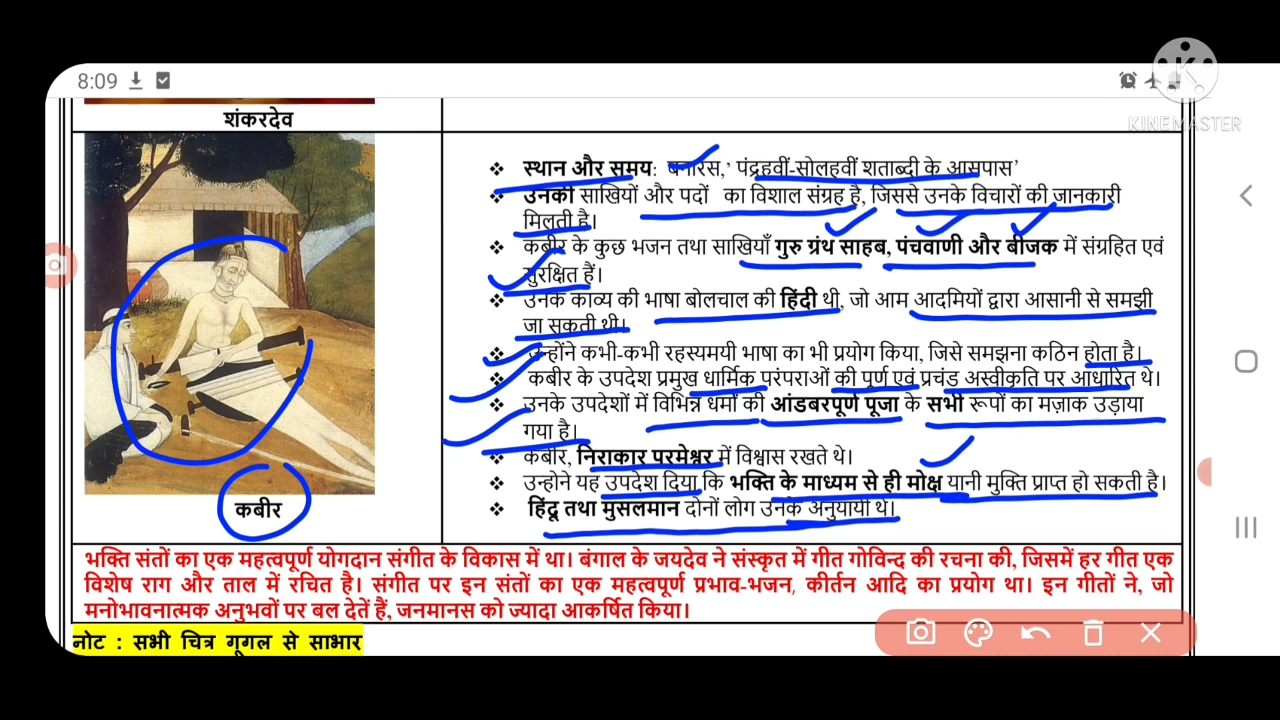 8:09
KINEMASTER
शंकरदेव
❖ स्थान और समय: बनारस,’ पंद्रहवीं-सोलहवीं शताब्दी के आसपास’
❖ उनकी साखियों और पदों का विशाल संग्रह है, जिससे उनके विचारों की जानकारी
मिलती है।
❖ कबीर के कुछ भजन तथा साखियाँ गुरु ग्रंथ साहब, पंचवाणी और बीजक में संग्रहित एवं
सुरक्षित हैं।
❖ उनके काव्य की भाषा बोलचाल की हिंदी थी, जो आम आदमियों द्वारा आसानी से समझी
जा सकती थी।
❖ उन्होंने कभी-कभी रहस्यमयी भाषा का भी प्रयोग किया, जिसे समझना कठिन होता है।
❖ कबीर के उपदेश प्रमुख धार्मिक परंपराओं की पूर्ण एवं प्रचंड अस्वीकृति पर आधारित थे।
❖ उनके उपदेशों में विभिन्न धर्मों की आंडबरपूर्ण पूजा के सभी रूपों का मज़ाक उड़ाया
गया है।
❖ कबीर, निराकार परमेश्वर में विश्वास रखते थे।
❖ उन्होने यह उपदेश दिया कि भक्ति के माध्यम से ही मोक्ष यानी मुक्ति प्राप्त हो सकती है।
❖ हिंदू तथा मुसलमान दोनों लोग उनके अनुयायी थे।
कबीर
भक्ति संतों का एक महत्वपूर्ण योगदान संगीत के विकास में था। बंगाल के जयदेव ने संस्कृत में गीत गोविन्द की रचना की, जिसमें हर गीत एक
विशेष राग और ताल में रचित है। संगीत पर इन संतों का एक महत्वपूर्ण प्रभाव-भजन, कीर्तन आदि का प्रयोग था। इन गीतों ने, जो
मनोभावनात्मक अनुभवों पर बल देतें हैं, जनमानस को ज्यादा आकर्षित किया।
नोट : सभी चित्र गूगल से साभार